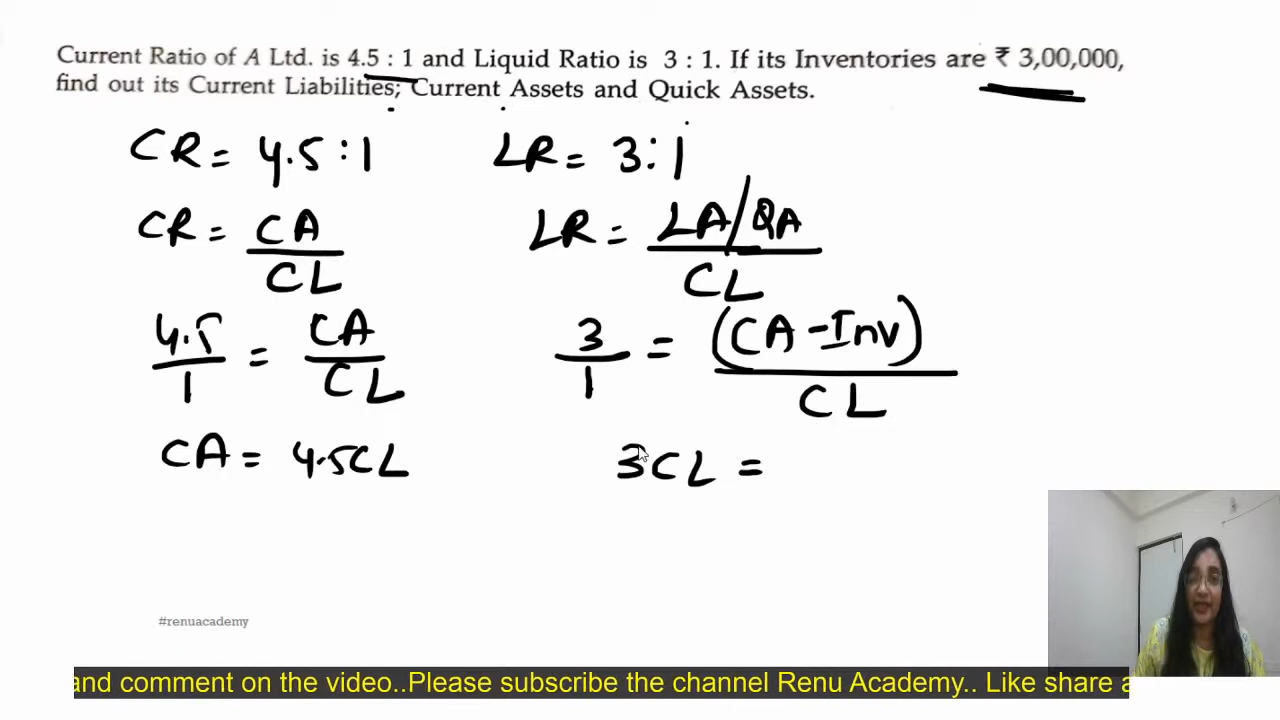 Current Ratio of A Ltd. is 4.5 : 1 and Liquid Ratio is 3 : 1. If its Inventories are ₹ 3,00,000,
find out its Current Liabilities; Current Assets and Quick Assets.
CR = 4.5 : 1
LR = 3 : 1
CR = CA
CL
LR = LA/QA
CL
4.5
1
= CA
CL
3
1
= (CA - Inv)
CL
CA = 4.5CL
3CL =
#renuacademy
and comment on the video..Please subscribe the channel Renu Academy.. Like share a